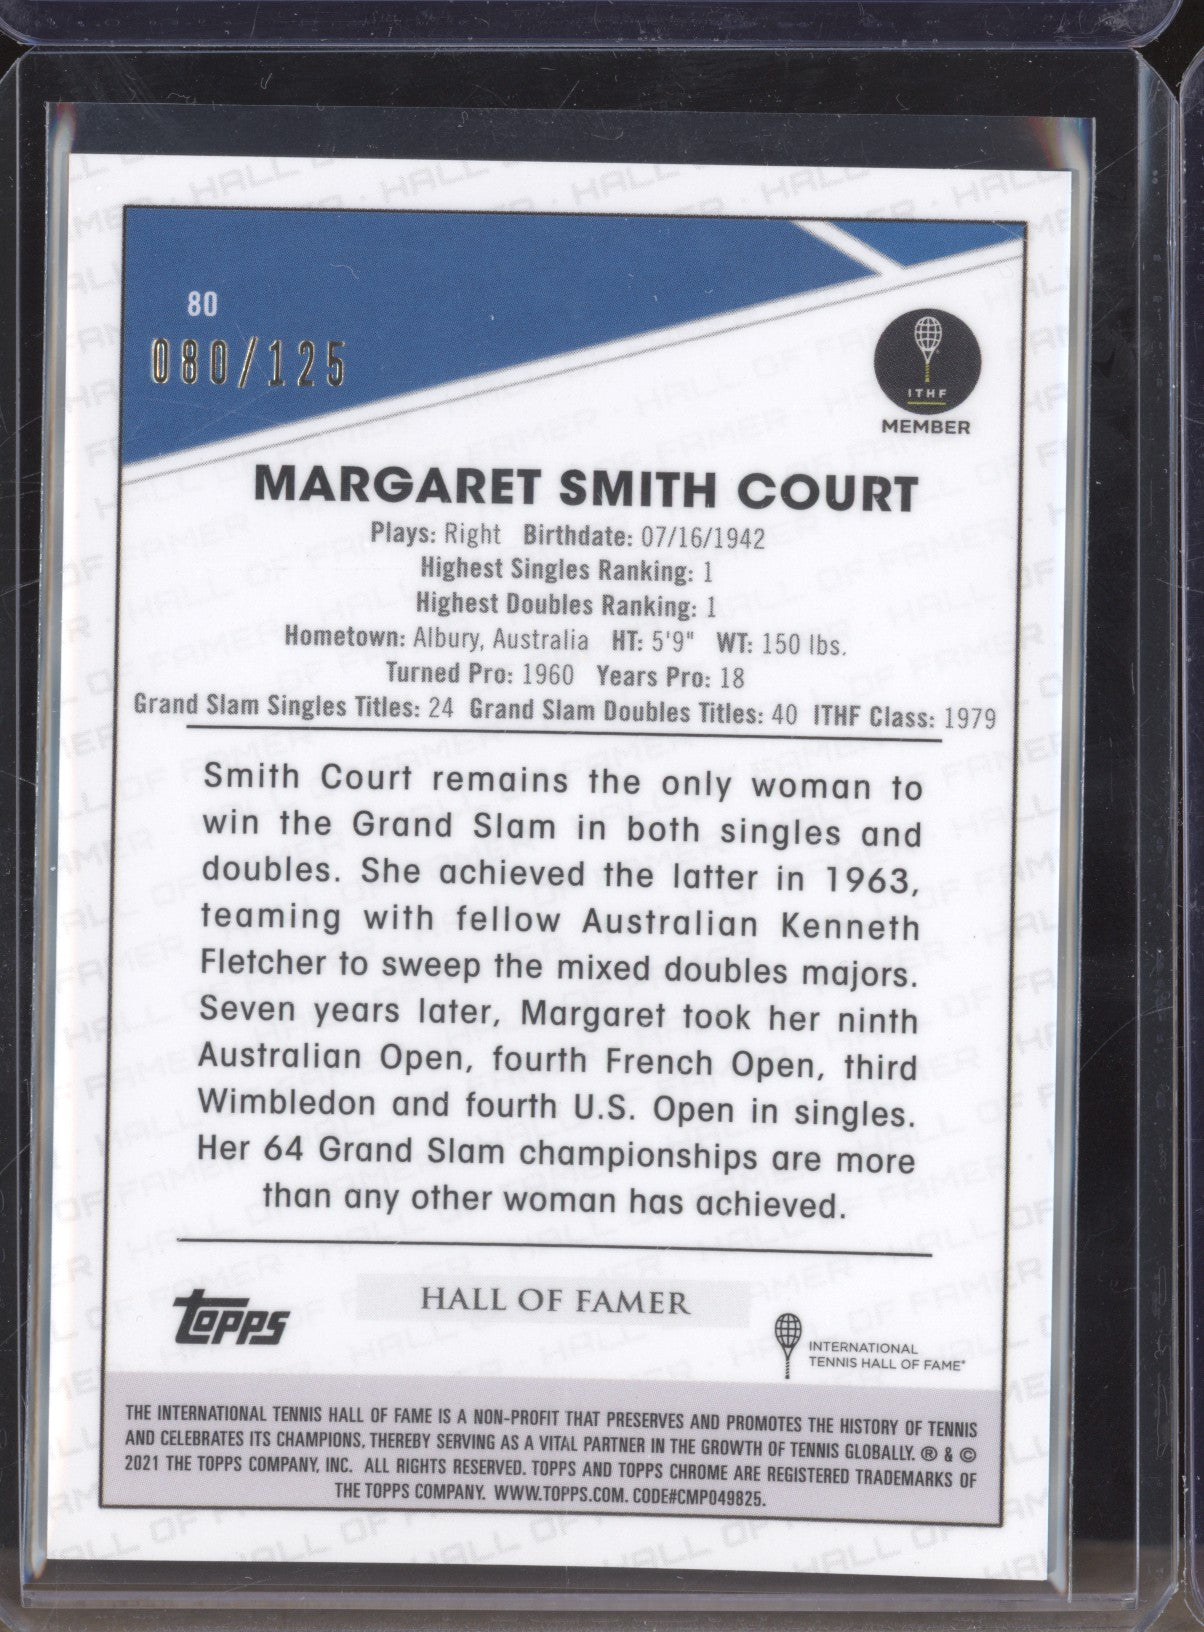 80
080/125
ITHF
MEMBER
MARGARET SMITH COURT
Plays: Right Birthdate: 07/16/1942
Highest Singles Ranking: 1
Highest Doubles Ranking: 1
Hometown: Albury, Australia HT: 5'9" WT: 150 lbs.
Turned Pro: 1960 Years Pro: 18
Grand Slam Singles Titles: 24 Grand Slam Doubles Titles: 40 ITHF Class: 1979
Smith Court remains the only woman to
win the Grand Slam in both singles and
doubles. She achieved the latter in 1963,
teaming with fellow Australian Kenneth
Fletcher to sweep the mixed doubles majors.
Seven years later, Margaret took her ninth
Australian Open, fourth French Open, third
Wimbledon and fourth U.S. Open in singles.
Her 64 Grand Slam championships are more
than any other woman has achieved.
HALL OF FAMER
Topps
INTERNATIONAL
TENNIS HALL OF FAME®
THE INTERNATIONAL TENNIS HALL OF FAME IS A NON-PROFIT THAT PRESERVES AND PROMOTES THE HISTORY OF TENNIS
AND CELEBRATES ITS CHAMPIONS, THEREBY SERVING AS A VITAL PARTNER IN THE GROWTH OF TENNIS GLOBALLY. ® & ©
2021 THE TOPPS COMPANY, INC. ALL RIGHTS RESERVED. TOPPS AND TOPPS CHROME ARE REGISTERED TRADEMARKS OF
THE TOPPS COMPANY. WWW.TOPPS.COM. CODE#CMP049825.